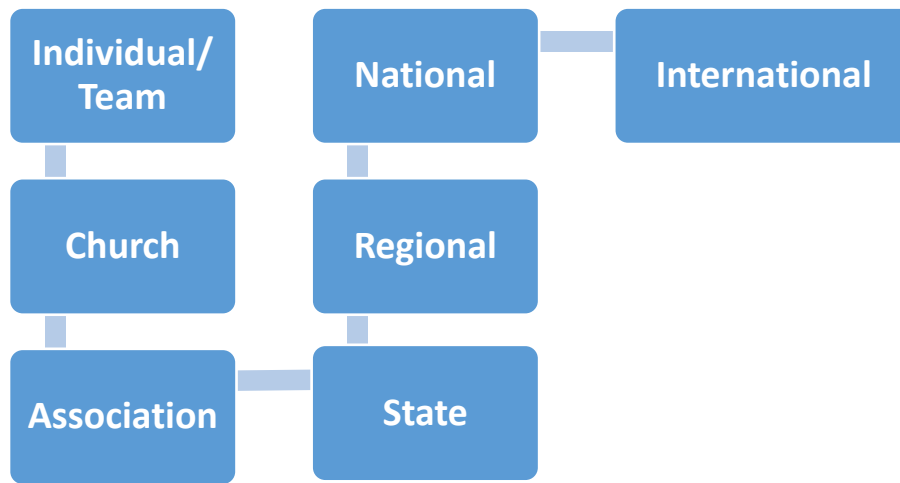 Individual/
Team
Church
Association
State
Regional
National
International